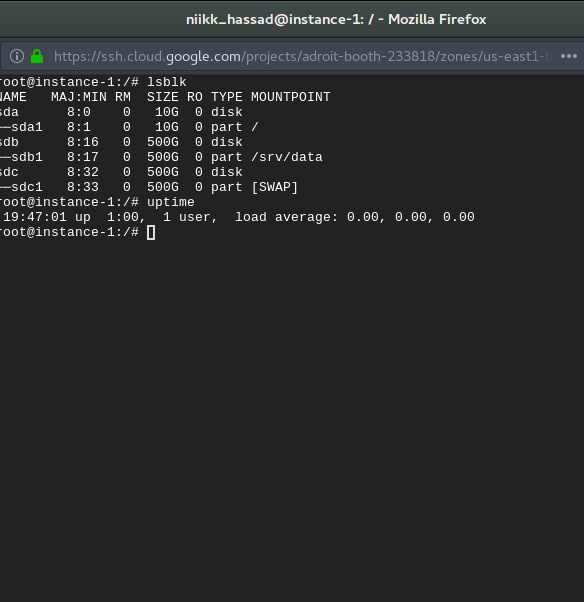 niikk_hassad@instance-1: / - Mozilla Firefox
https://ssh.cloud.google.com/projects/adroit-booth-233818/zones/us-east1-b
root@instance-1:/# lsblk
NAME   MAJ:MIN RM  SIZE RO TYPE MOUNTPOINT
sda      8:0    0   10G  0 disk
──sda1   8:1    0   10G  0 part /
sdb      8:16   0  500G  0 disk
──sdb1   8:17   0  500G  0 part /srv/data
sdc      8:32   0  500G  0 disk
──sdc1   8:33   0  500G  0 part [SWAP]
root@instance-1:/# uptime
19:47:01 up  1:00,  1 user,  load average: 0.00, 0.00, 0.00
root@instance-1:/#